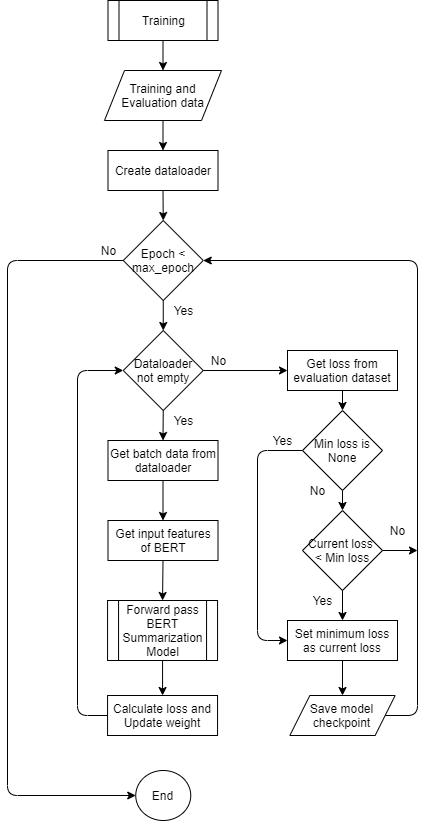 Training
Training and
Evaluation data
Create dataloader
No
Epoch <
max_epoch
Yes
Dataloader
not empty
No
Yes
Get batch data from
dataloader
Get input features
of BERT
Forward pass
BERT
Summarization
Model
Calculate loss and
Update weight
Get loss from
evaluation dataset
Yes
Min loss is
None
No
Current loss
< Min loss
No
Yes
Set minimum loss
as current loss
Save model
checkpoint
End